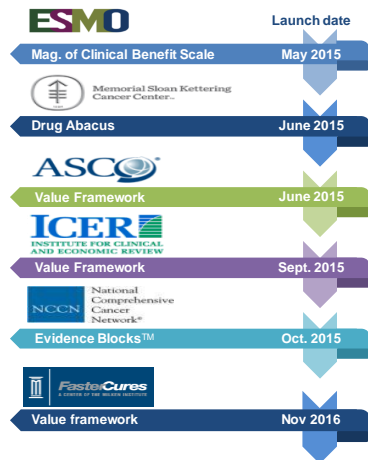 ESMO
Launch date
Mag. of Clinical Benefit Scale May 2015
Memorial Sloan Kettering
Cancer Center™
Drug Abacus June 2015
ASCO®
Value Framework June 2015
ICER
INSTITUTE FOR CLINICAL
AND ECONOMIC REVIEW
Value Framework Sept. 2015
NCCN
National
Comprehensive
Cancer
Network®
Evidence Blocks™ Oct. 2015
FasterCures
A CENTER OF THE MILKEN INSTITUTE
Value framework Nov 2016